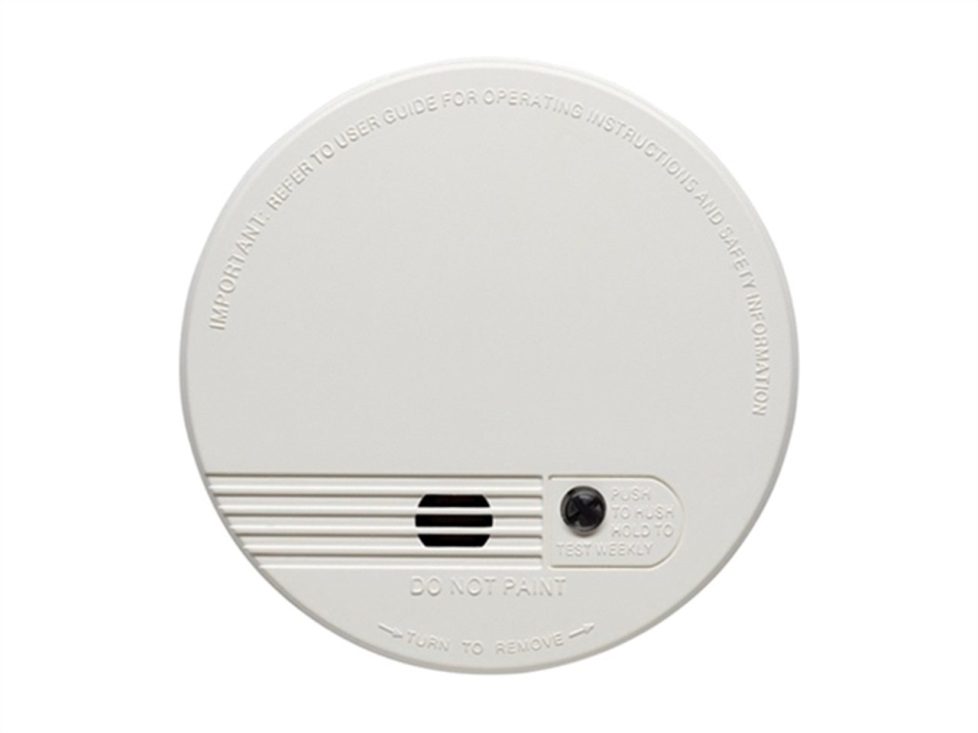 IMPORTANT: REFER TO USER GUIDE FOR OPERATING INSTRUCTIONS AND SAFETY INFORMATION
PUSH
TO HUSH
HOLD TO
TEST WEEKLY
DO NOT PAINT
TURN TO REMOVE